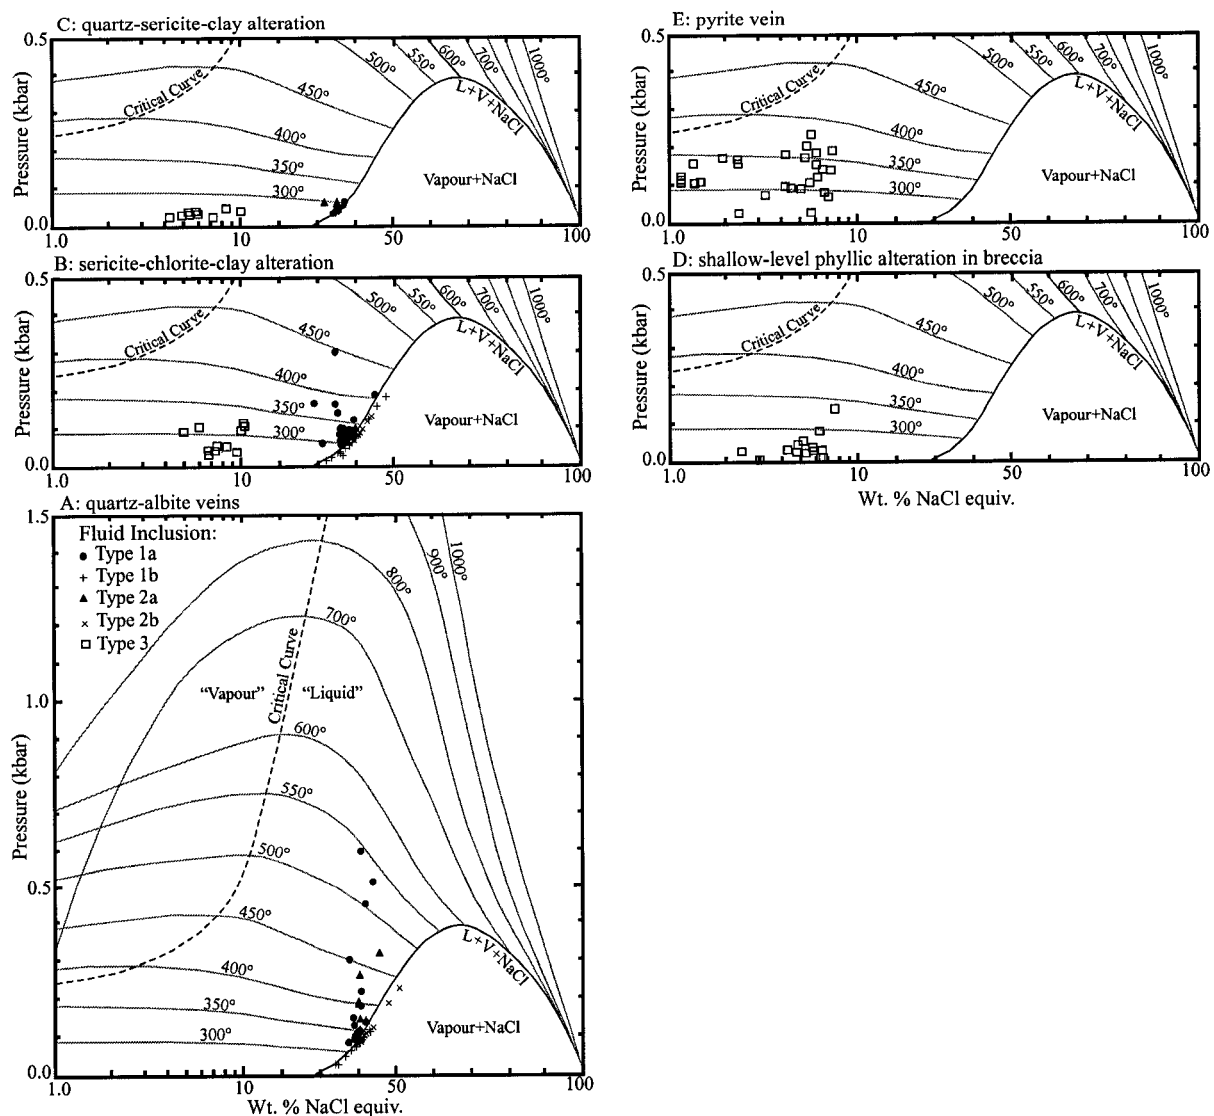 C: quartz-sericite-clay alteration
0.5
Pressure (kbar)
0.0
Critical Curve
500°
550°
600°
700°
1000°
450°
400°
350°
300°
L+V+NaCl
Vapour+NaCl
1.0
10
50
100
B: sericite-chlorite-clay alteration
0.5
Pressure (kbar)
0.0
Critical Curve
500°
550°
600°
700°
1000°
450°
400°
350°
300°
L+V+NaCl
Vapour+NaCl
1.0
10
50
100
A: quartz-albite veins
1.5
Fluid Inclusion:
Type 1a
Type 1b
Type 2a
Type 2b
Type 3
1.0
0.5
0.0
Pressure (kbar)
"Vapour"
"Liquid"
Critical Curve
1000°
900°
800°
700°
600°
550°
500°
450°
400°
350°
300°
L+V+NaCl
Vapour+NaCl
1.0
10
50
100
Wt. % NaCl equiv.
E: pyrite vein
0.5
Pressure (kbar)
0.0
Critical Curve
500°
550°
600°
700°
1000°
450°
400°
350°
300°
L+V+NaCl
Vapour+NaCl
1.0
10
50
100
D: shallow-level phyllic alteration in breccia
0.5
Pressure (kbar)
0.0
Critical Curve
500°
550°
600°
700°
1000°
450°
400°
350°
300°
L+V+NaCl
Vapour+NaCl
1.0
10
50
100
Wt. % NaCl equiv.